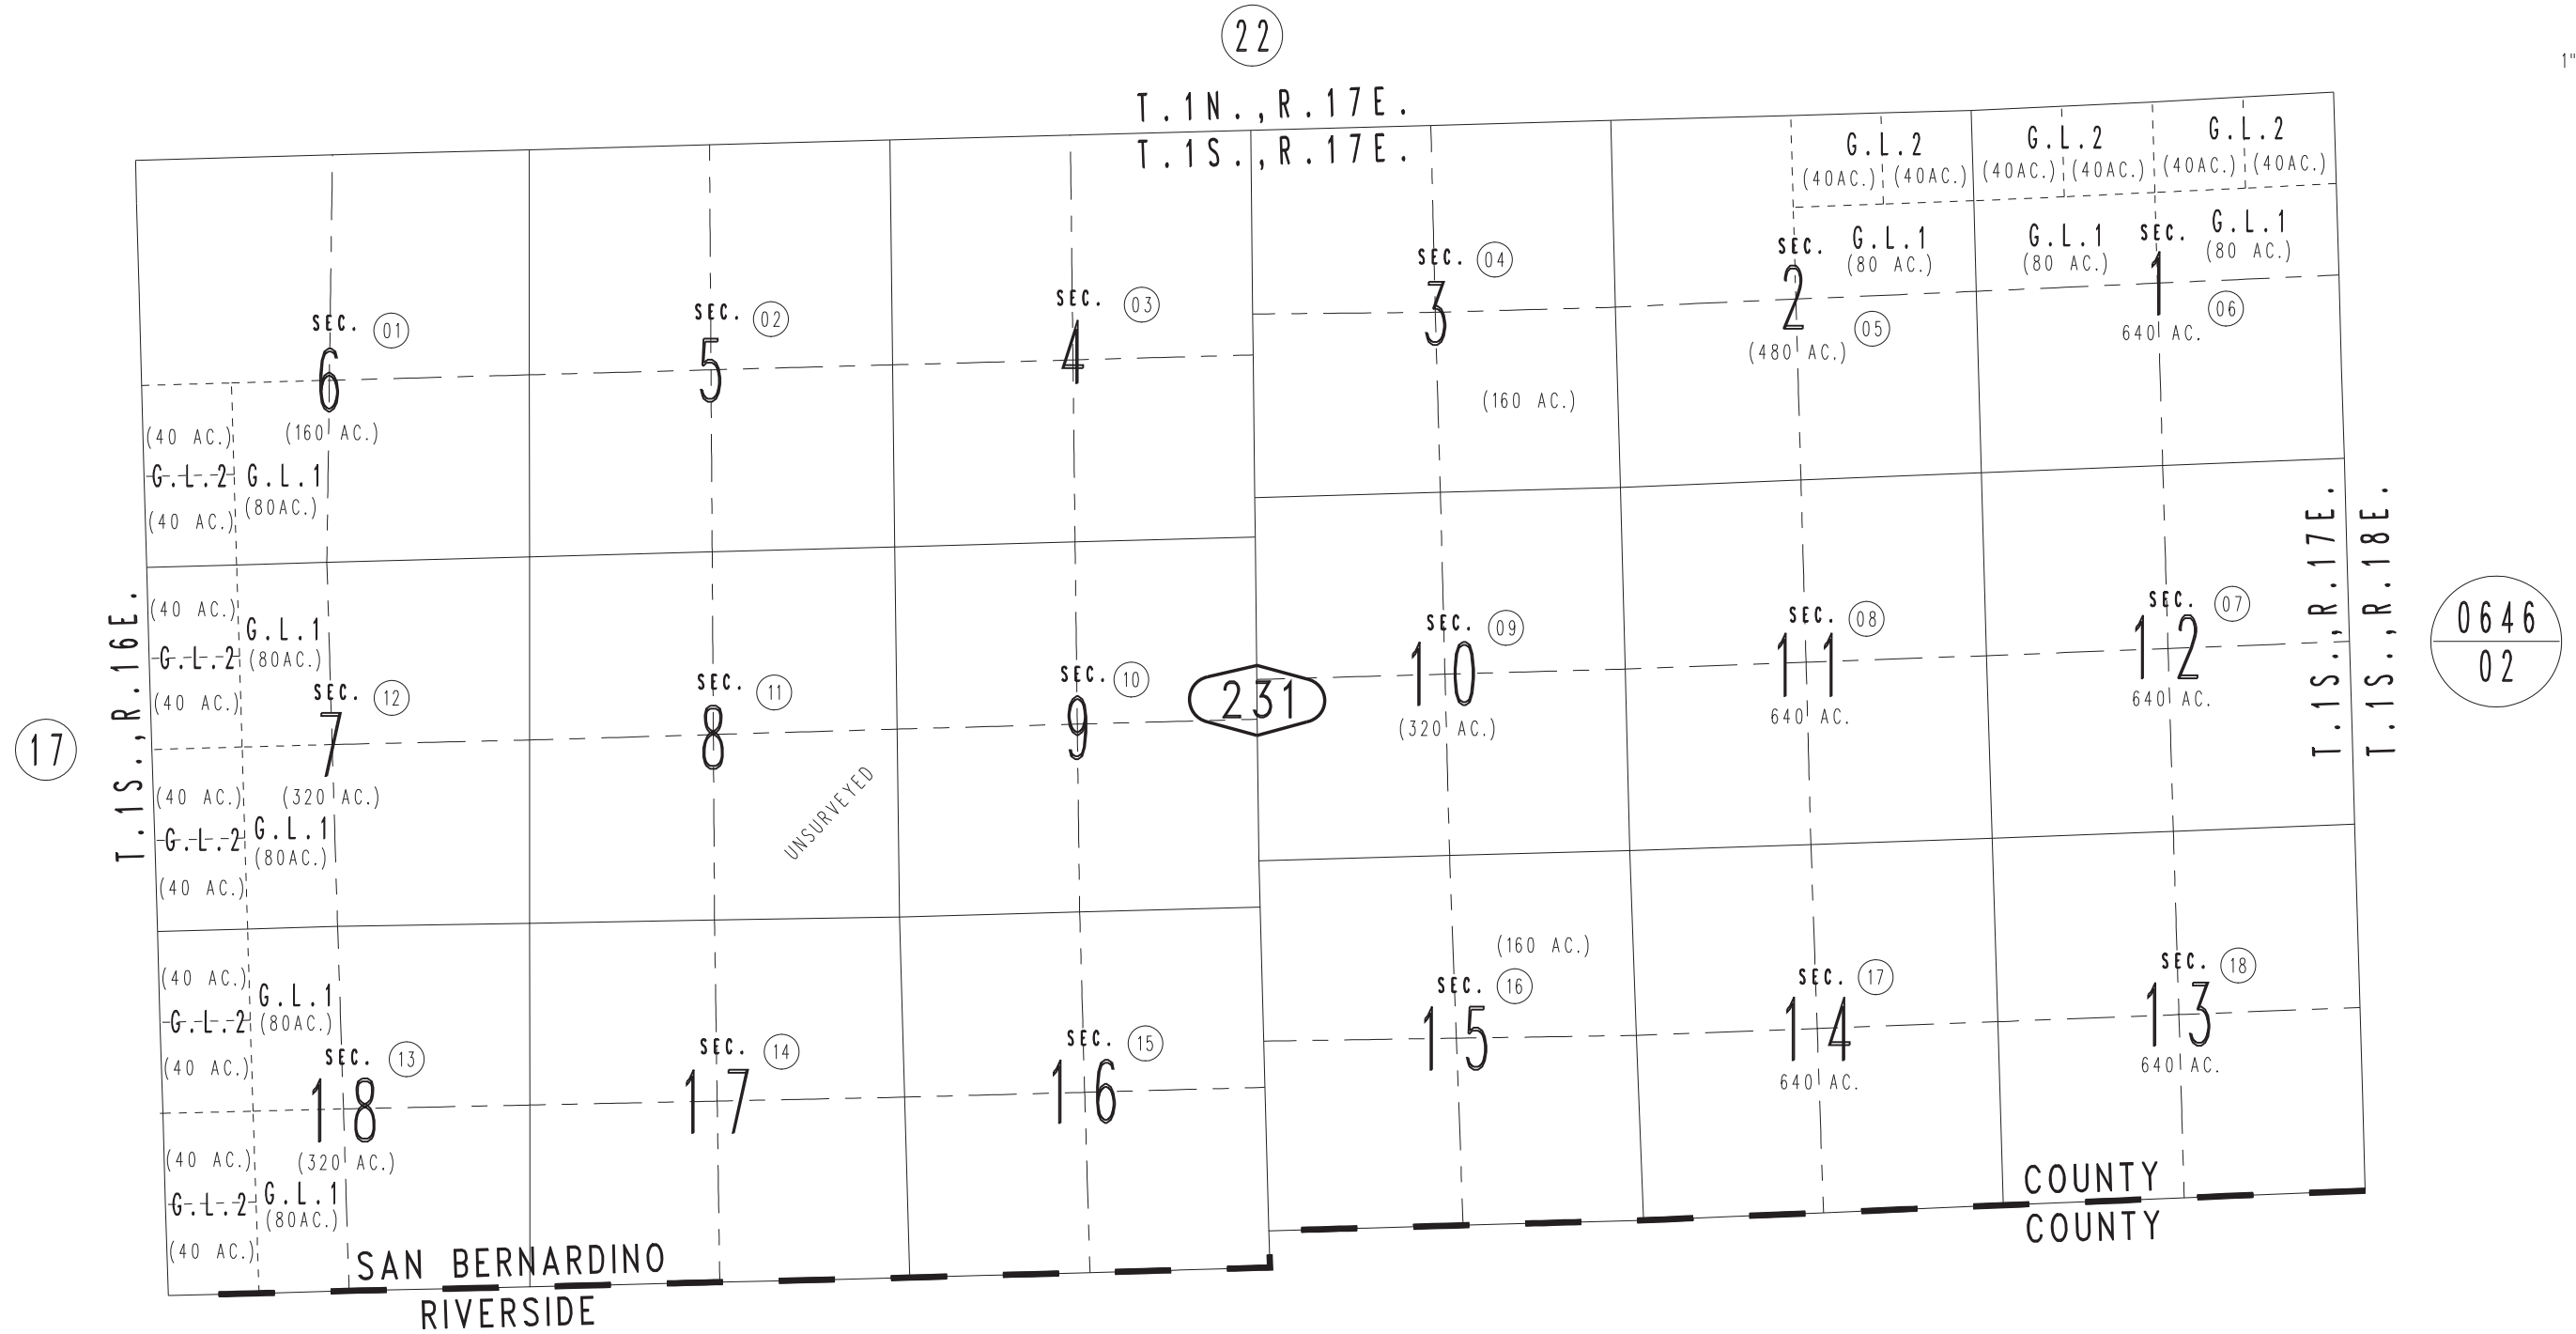 22
1"
T.1N.,R.17E.
T.1S.,R.17E.
G.L.2
(40AC.) (40AC.)
G.L.2
(40AC.) (40AC.)
G.L.2
(40AC.) (40AC.)
SEC. 01
6
(160 AC.)
(40 AC.)
G.L.2
(40 AC.)
G.L.1
(80AC.)
SEC. 02
5
SEC. 03
4
SEC. 04
3
(160 AC.)
SEC.
2
(480 AC.)
05
G.L.1
(80 AC.)
G.L.1
(80 AC.)
SEC.
1
640 AC.
06
G.L.1
(80 AC.)
T.1S.,R.16E.
17
(40 AC.)
G.L.2
(40 AC.)
G.L.1
(80AC.)
SEC. 12
7
(320 AC.)
(40 AC.)
G.L.2
(40 AC.)
G.L.1
(80AC.)
SEC. 11
8
UNSURVEYED
SEC. 10
9
231
SEC. 09
10
(320 AC.)
SEC. 08
11
640 AC.
SEC. 07
12
640 AC.
T.1S.,R.17E.
T.1S.,R.18E.
0646
02
(40 AC.)
G.L.2
(40 AC.)
G.L.1
(80AC.)
SEC. 13
18
(320 AC.)
(40 AC.)
G.L.2
(40 AC.)
G.L.1
(80AC.)
SEC. 14
17
SEC. 15
16
(160 AC.)
SEC. 16
15
SEC. 17
14
640 AC.
SEC. 18
13
640 AC.
SAN BERNARDINO COUNTY
RIVERSIDE COUNTY